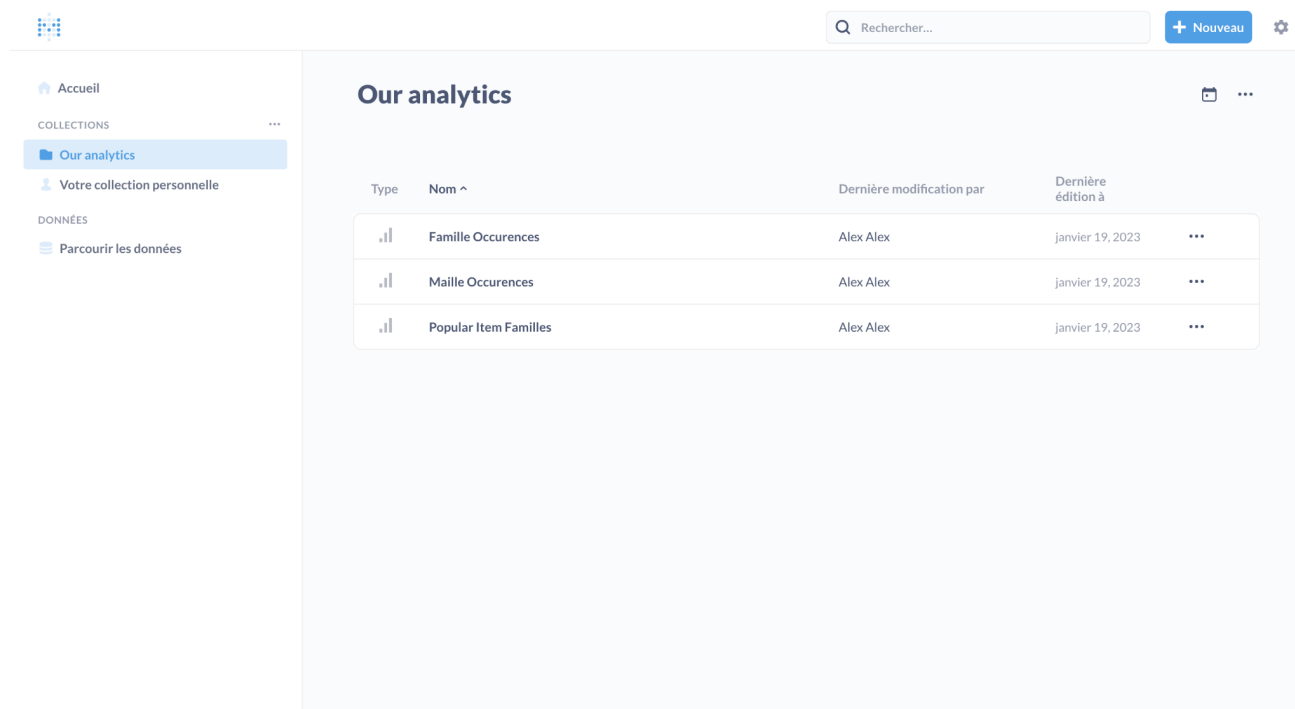 Rechercher...
Nouveau
Accueil
COLLECTIONS
Our analytics
Votre collection personnelle
DONNÉES
Parcourir les données
Our analytics
Type Nom Dernière modification par Dernière
édition à
Famille Occurences Alex Alex janvier 19, 2023
Maille Occurences Alex Alex janvier 19, 2023
Popular Item Familles Alex Alex janvier 19, 2023